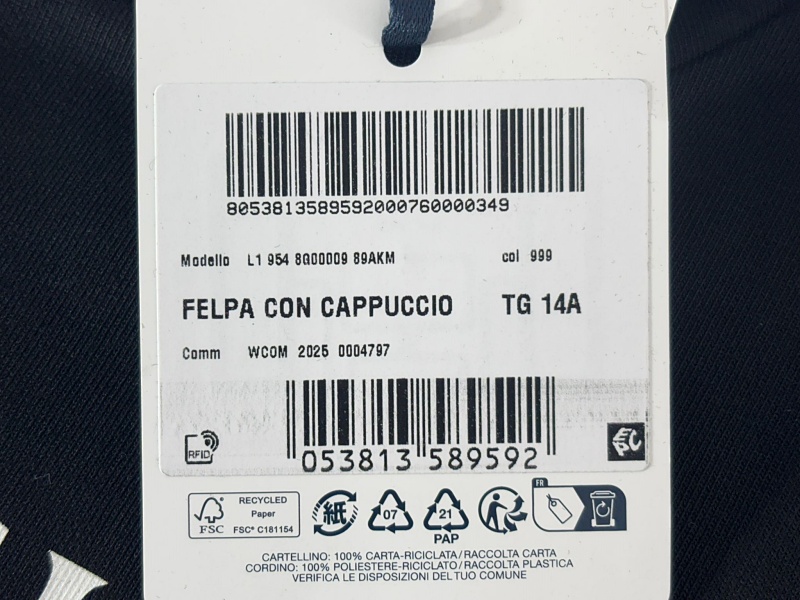 8053813589592000760000349
Modello L1 954 8G00009 89AKM col 999
FELPA CON CAPPUCCIO TG 14A
Comm WCOM 2025 0004797
RFID
053813 589592
EPC
FSC
RECYCLED
Paper
FSC® C181154
紙
07
21
PAP
FR
CARTELLINO: 100% CARTA-RICICLATA/RACCOLTA CARTA
CORDINO: 100% POLIESTERE-RICICLATO/RACCOLTA PLASTICA
VERIFICA LE DISPOSIZIONI DEL TUO COMUNE